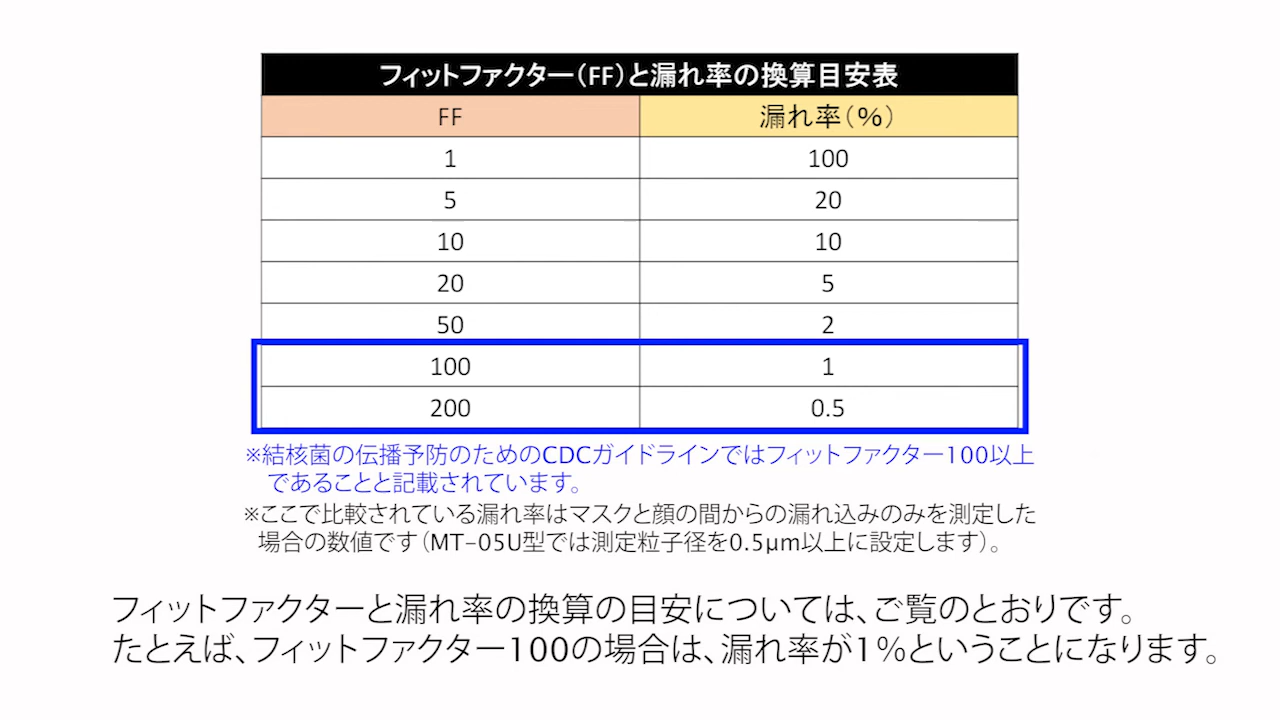 フィットファクター（FF）と漏れ率の換算目安表
FF 漏れ率（%）
1 100
5 20
10 10
20 5
50 2
100 1
200 0.5
※結核菌の伝播予防のためのCDCガイドラインではフィットファクター100以上
であることと記載されています。
※ここで比較されている漏れ率はマスクと顔の間からの漏れ込みのみを測定した
場合の数値です（MT-05U型では測定粒子径を0.5μm以上に設定します）。
フィットファクターと漏れ率の換算の目安については、ご覧のとおりです。
たとえば、フィットファクター100の場合は、漏れ率が1%ということになります。